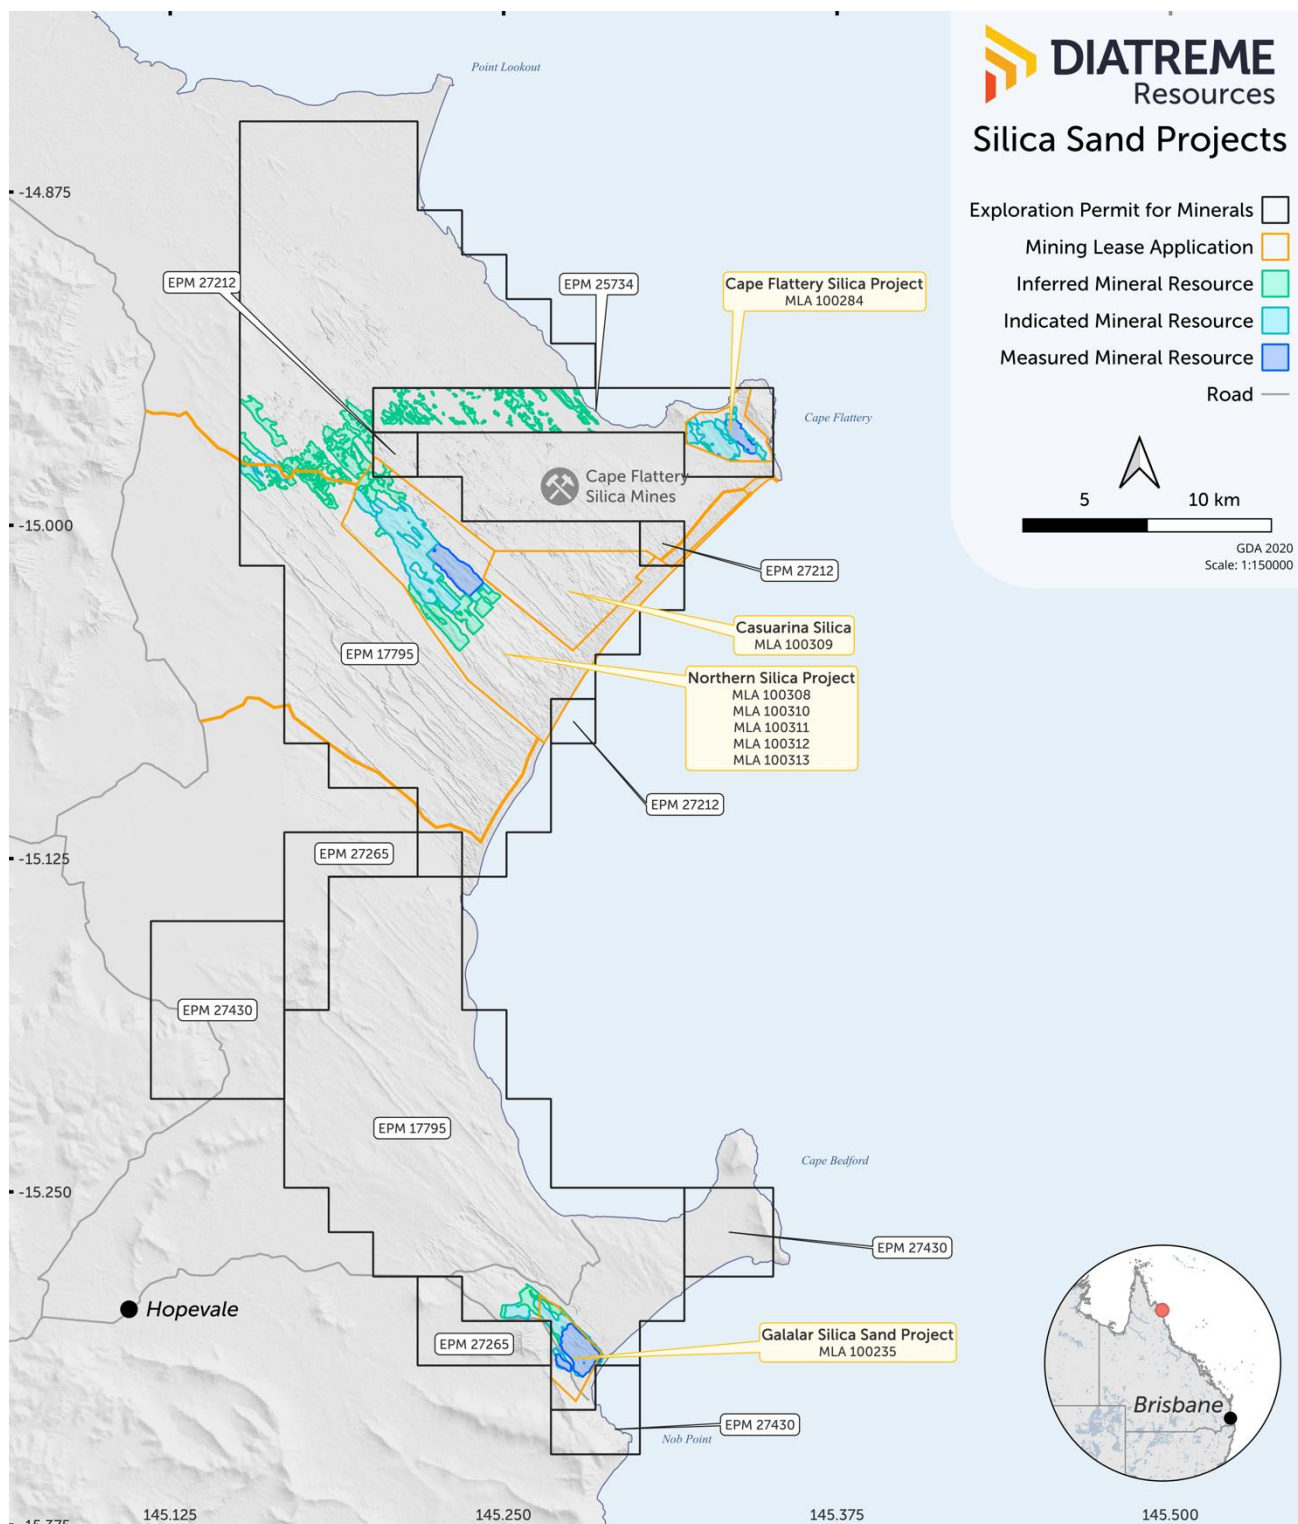 DIATREME
Resources
Silica Sand Projects
Exploration Permit for Minerals
Mining Lease Application
Inferred Mineral Resource
Indicated Mineral Resource
Measured Mineral Resource
Road
5 10 km
GDA 2020
Scale: 1:150000
Point Lookout
-14.875
EPM 27212
EPM 25734
Cape Flattery Silica Project
MLA 100284
Cape Flattery
Cape Flattery
Silica Mines
-15.000
EPM 27212
Casuarina Silica
MLA 100309
EPM 17795
Northern Silica Project
MLA 100308
MLA 100310
MLA 100311
MLA 100312
MLA 100313
EPM 27212
-15.125
EPM 27265
EPM 27430
EPM 17795
Cape Bedford
-15.250
EPM 27430
Hopevale
EPM 27265
Galalar Silica Sand Project
MLA 100235
EPM 27430
Nob Point
Brisbane
145.125 145.250 145.375 145.500